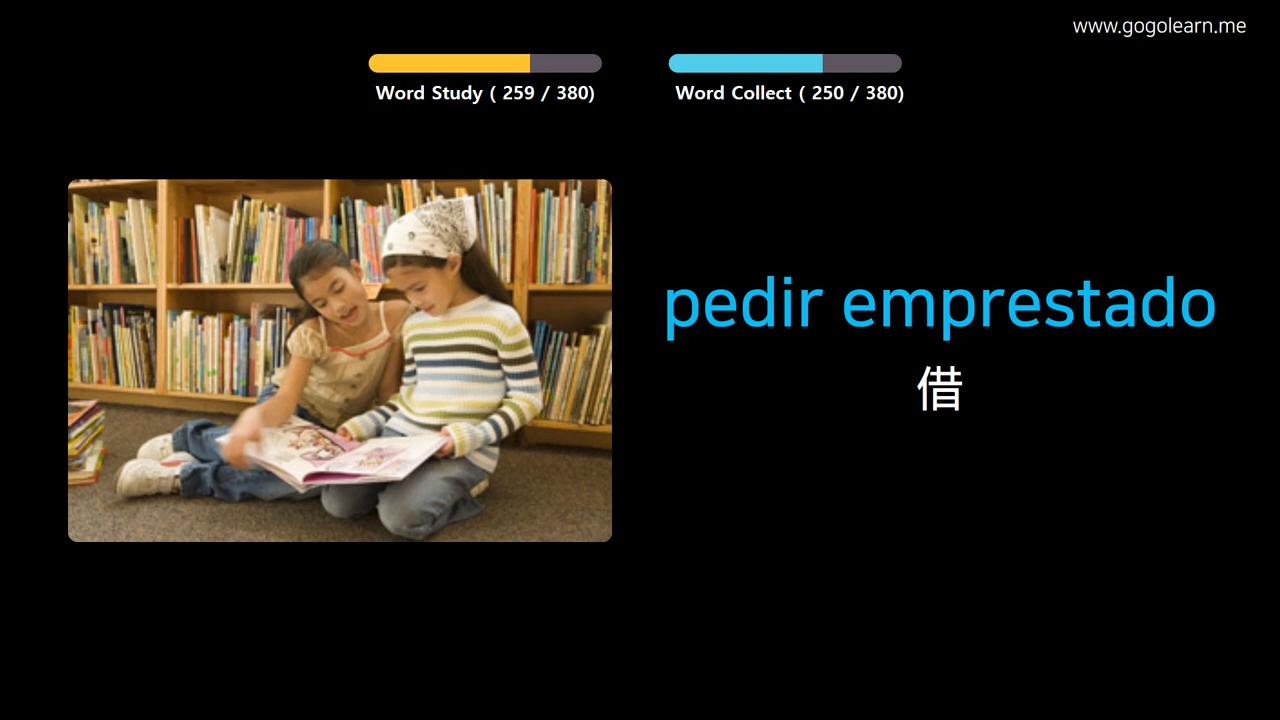 www.gogolearn.me
Word Study ( 259 / 380)
Word Collect ( 250 / 380)
pedir emprestado
借